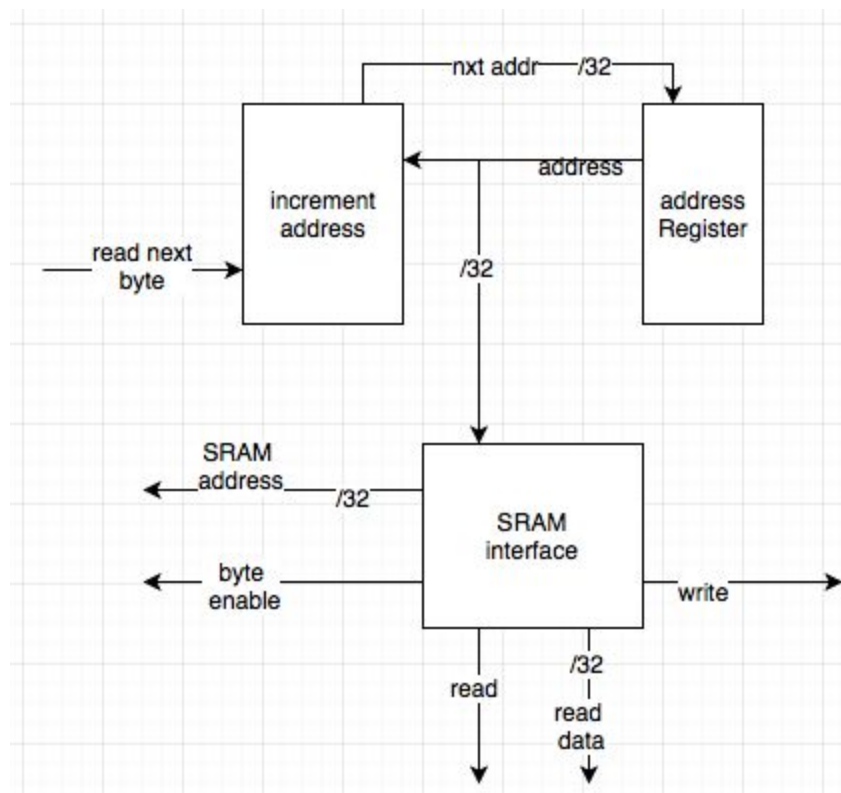 nxt addr /32
increment
address
address
address
Register
read next
byte
/32
SRAM
address
/32
SRAM
interface
byte
enable
write
/32
read
read
data